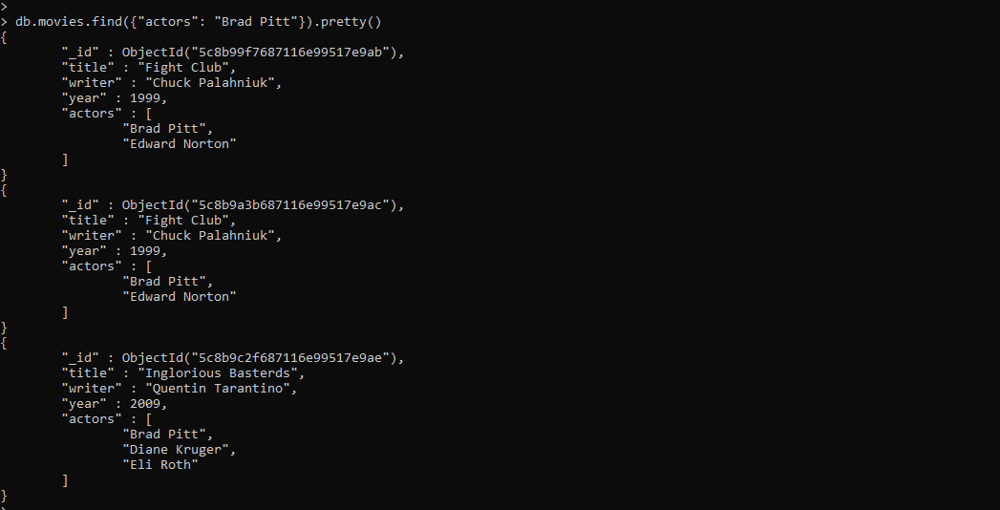 >
> db.movies.find({"actors": "Brad Pitt"}).pretty()
{
        "_id" : ObjectId("5c8b99f7687116e99517e9ab"),
        "title" : "Fight Club",
        "writer" : "Chuck Palahniuk",
        "year" : 1999,
        "actors" : [
                "Brad Pitt",
                "Edward Norton"
        ]
}
{
        "_id" : ObjectId("5c8b9a3b687116e99517e9ac"),
        "title" : "Fight Club",
        "writer" : "Chuck Palahniuk",
        "year" : 1999,
        "actors" : [
                "Brad Pitt",
                "Edward Norton"
        ]
}
{
        "_id" : ObjectId("5c8b9c2f687116e99517e9ae"),
        "title" : "Inglorious Basterds",
        "writer" : "Quentin Tarantino",
        "year" : 2009,
        "actors" : [
                "Brad Pitt",
                "Diane Kruger",
                "Eli Roth"
        ]
}
>